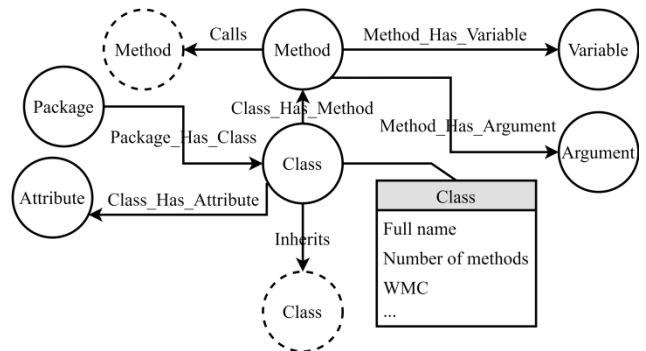 Calls
Method_Has_Variable
Method
Method
Variable
Package
Class_Has_Method
Method_Has_Argument
Package_Has_Class
Class
Argument
Attribute
Class_Has_Attribute
Class
Full name
Number of methods
WMC
...
Inherits
Class